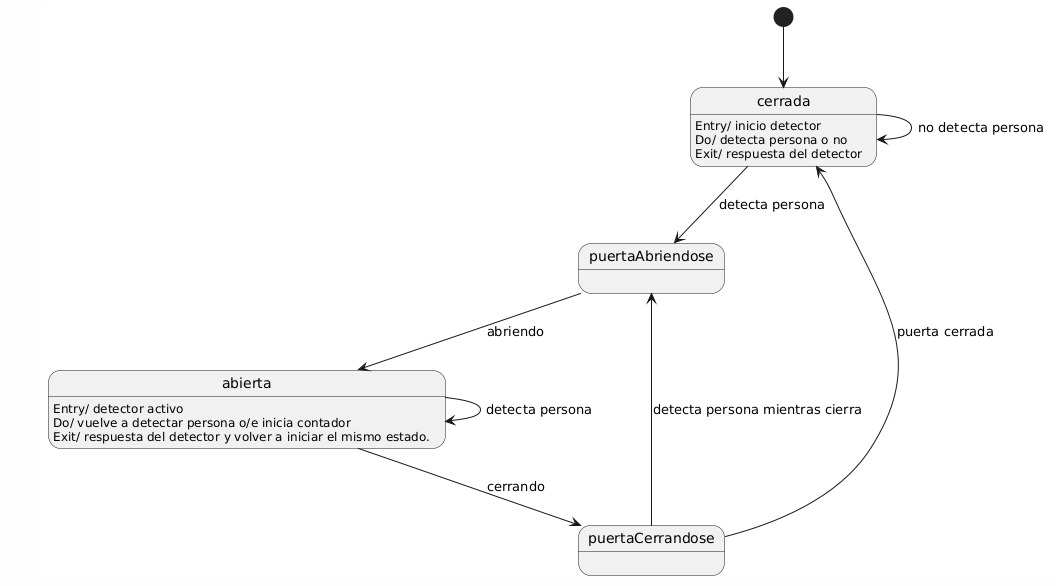 cerrada
Entry/ inicio detector
Do/ detecta persona o no
Exit/ respuesta del detector
no detecta persona
detecta persona
puertaAbriendose
abriendo
puerta cerrada
abierta
Entry/ detector activo
Do/ vuelve a detectar persona o/e inicia contador
Exit/ respuesta del detector y volver a iniciar el mismo estado.
detecta persona
detecta persona mientras cierra
cerrando
puertaCerrandose